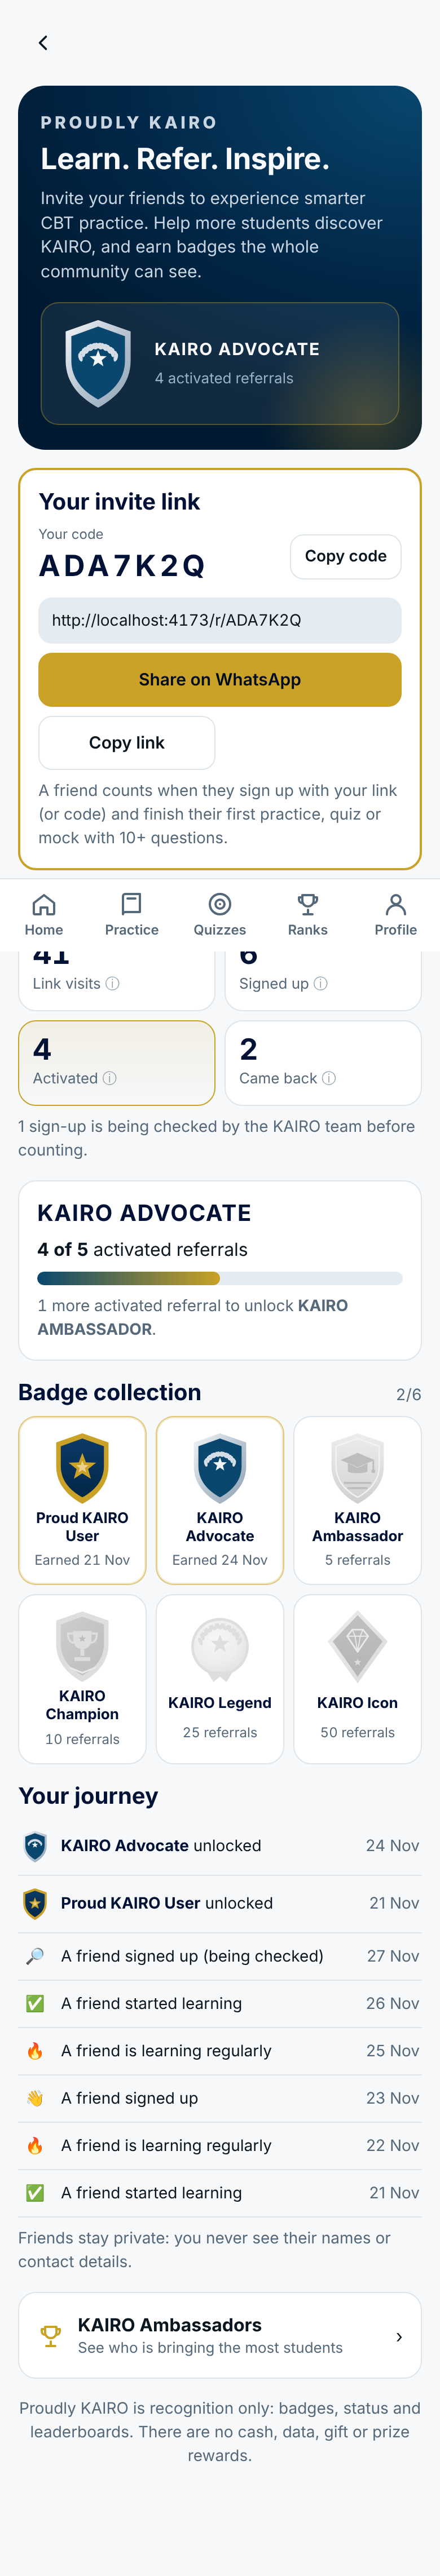 PROUDLY KAIRO
Learn. Refer. Inspire.
Invite your friends to experience smarter
CBT practice. Help more students discover
KAIRO, and earn badges the whole
community can see.
KAIRO ADVOCATE
4 activated referrals
Your invite link
Your code
ADA7K2Q
Copy code
http://localhost:4173/r/ADA7K2Q
Share on WhatsApp
Copy link
A friend counts when they sign up with your link
(or code) and finish their first practice, quiz or
mock with 10+ questions.
Home
Practice
Quizzes
Ranks
Profile
41
Link visits ⓘ
6
Signed up ⓘ
4
Activated ⓘ
2
Came back ⓘ
1 sign-up is being checked by the KAIRO team before
counting.
KAIRO ADVOCATE
4 of 5 activated referrals
1 more activated referral to unlock KAIRO
AMBASSADOR.
Badge collection
2/6
Proud KAIRO
User
Earned 21 Nov
KAIRO
Advocate
Earned 24 Nov
KAIRO
Ambassador
5 referrals
KAIRO
Champion
10 referrals
KAIRO Legend
25 referrals
KAIRO Icon
50 referrals
Your journey
KAIRO Advocate unlocked 24 Nov
Proud KAIRO User unlocked 21 Nov
A friend signed up (being checked) 27 Nov
A friend started learning 26 Nov
A friend is learning regularly 25 Nov
A friend signed up 23 Nov
A friend is learning regularly 22 Nov
A friend started learning 21 Nov
Friends stay private: you never see their names or
contact details.
KAIRO Ambassadors
See who is bringing the most students
Proudly KAIRO is recognition only: badges, status and
leaderboards. There are no cash, data, gift or prize
rewards.